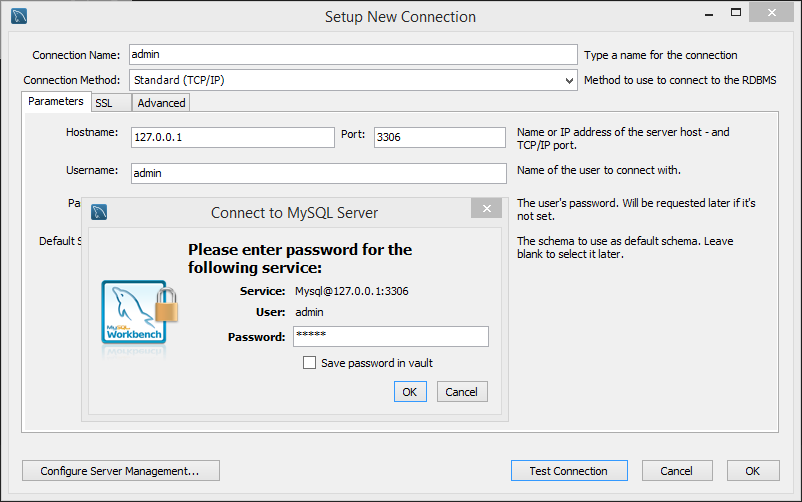 Setup New Connection
Connection Name: admin Type a name for the connection
Connection Method: Standard (TCP/IP) Method to use to connect to the RDBMS
Parameters SSL Advanced
Hostname: 127.0.0.1 Port: 3306 Name or IP address of the server host - and
TCP/IP port.
Username: admin Name of the user to connect with.
The user's password. Will be requested later if it's
not set.
Default S The schema to use as default schema. Leave
blank to select it later.
Connect to MySQL Server
Please enter password for the
following service:
Service: Mysql@127.0.0.1:3306
User: admin
Password: *****
Save password in vault
OK Cancel
MySQL
Workbench
Configure Server Management... Test Connection Cancel OK